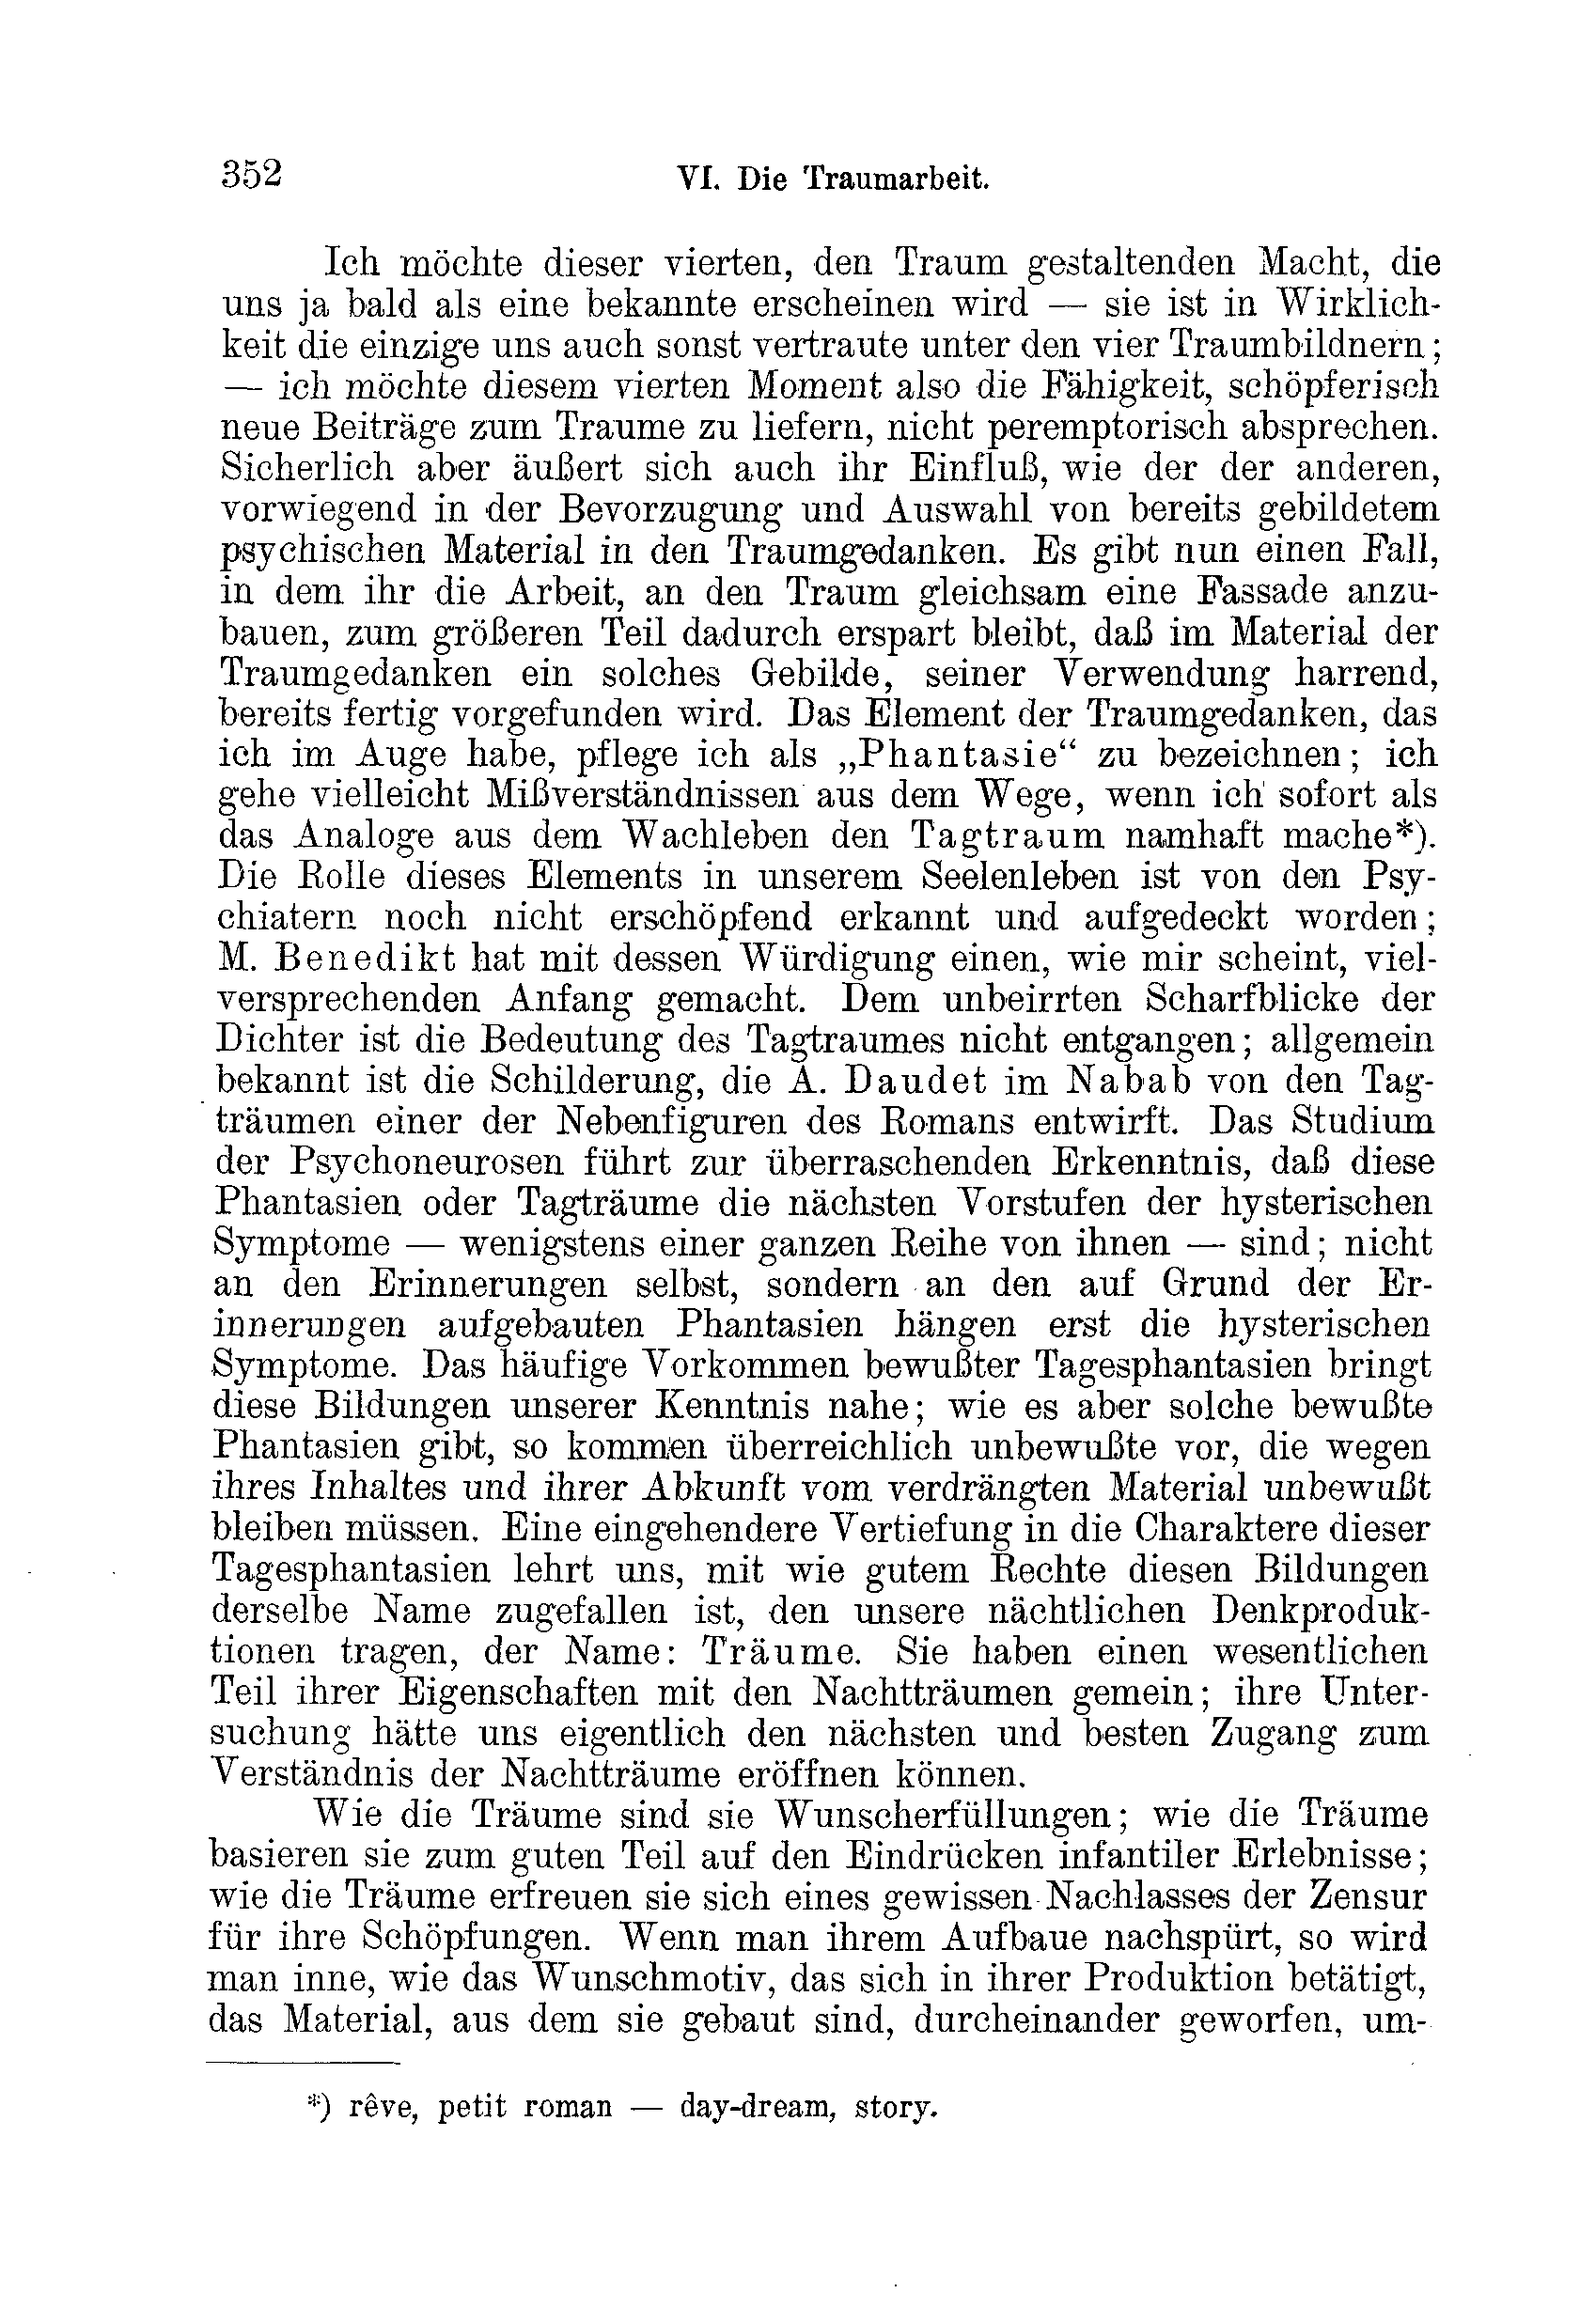 352
VI. Die Traumarbeit.
Ich möchte dieser vierten, den Traum gestaltenden Macht, die
uns ja bald als eine bekannte erscheinen wird — sie ist in Wirklich-
keit die einzige uns auch sonst vertraute unter den vier Traumbildnern;
— ich möchte diesem vierten Moment also die Fähigkeit, schöpferisch
neue Beiträge zum Traume zu liefern, nicht peremptorisch absprechen.
Sicherlich aber äußert sich auch ihr Einfluß, wie der der anderen,
vorwiegend in der Bevorzugung und Auswahl von bereits gebildetem
psychischen Material in den Traumgedanken. Es gibt nun einen Fall,
in dem ihr die Arbeit, an den Traum gleichsam eine Fassade anzu-
bauen, zum größeren Teil dadurch erspart bleibt, daß im Material der
Traumgedanken ein solches Gebilde, seiner Verwendung harrend,
bereits fertig vorgefunden wird. Das Element der Traumgedanken, das
ich im Auge habe, pflege ich als „Phantasie“ zu bezeichnen; ich
gehe vielleicht Mißverständnissen aus dem Wege, wenn ich sofort als
das Analoge aus dem Wachleben den Tagtraum namhaft mache*).
Die Rolle dieses Elements in unserem Seelenleben ist von den Psy-
chiatern noch nicht erschöpfend erkannt und aufgedeckt worden;
M. Benedikt hat mit dessen Würdigung einen, wie mir scheint, viel-
versprechenden Anfang gemacht. Dem unbeirrten Scharfblicke der
Dichter ist die Bedeutung des Tagtraumes nicht entgangen; allgemein
bekannt ist die Schilderung, die A. Daudet im Nabab von den Tag-
träumen einer der Nebenfiguren des Romans entwirft. Das Studium
der Psychoneurosen führt zur überraschenden Erkenntnis, daß diese
Phantasien oder Tagträume die nächsten Vorstufen der hysterischen
Symptome — wenigstens einer ganzen Reihe von ihnen — sind; nicht
an den Erinnerungen selbst, sondern an den auf Grund der Er-
innerungen aufgebauten Phantasien hängen erst die hysterischen
Symptome. Das häufige Vorkommen bewußter Tagesphantasien bringt
diese Bildungen unserer Kenntnis nahe; wie es aber solche bewußte
Phantasien gibt, so kommen überreichlich unbewußte vor, die wegen
ihres Inhaltes und ihrer Abkunft vom verdrängten Material unbewußt
bleiben müssen. Eine eingehendere Vertiefung in die Charaktere dieser
Tagesphantasien lehrt uns, mit wie gutem Rechte diesen Bildungen
derselbe Name zugefallen ist, den unsere nächtlichen Denkproduk-
tionen tragen, der Name: Träume. Sie haben einen wesentlichen
Teil ihrer Eigenschaften mit den Nachtträumen gemein; ihre Unter-
suchung hätte uns eigentlich den nächsten und besten Zugang zum
Verständnis der Nachtträume eröffnen können.
Wie die Träume sind sie Wunscherfüllungen; wie die Träume
basieren sie zum guten Teil auf den Eindrücken infantiler Erlebnisse;
wie die Träume erfreuen sie sich eines gewissen Nachlasses der Zensur
für ihre Schöpfungen. Wenn man ihrem Aufbaue nachspürt, so wird
man inne, wie das Wunschmotiv, das sich in ihrer Produktion betätigt,
das Material, aus dem sie gebaut sind, durcheinander geworfen, um-
*) rêve, petit roman — day-dream, story.